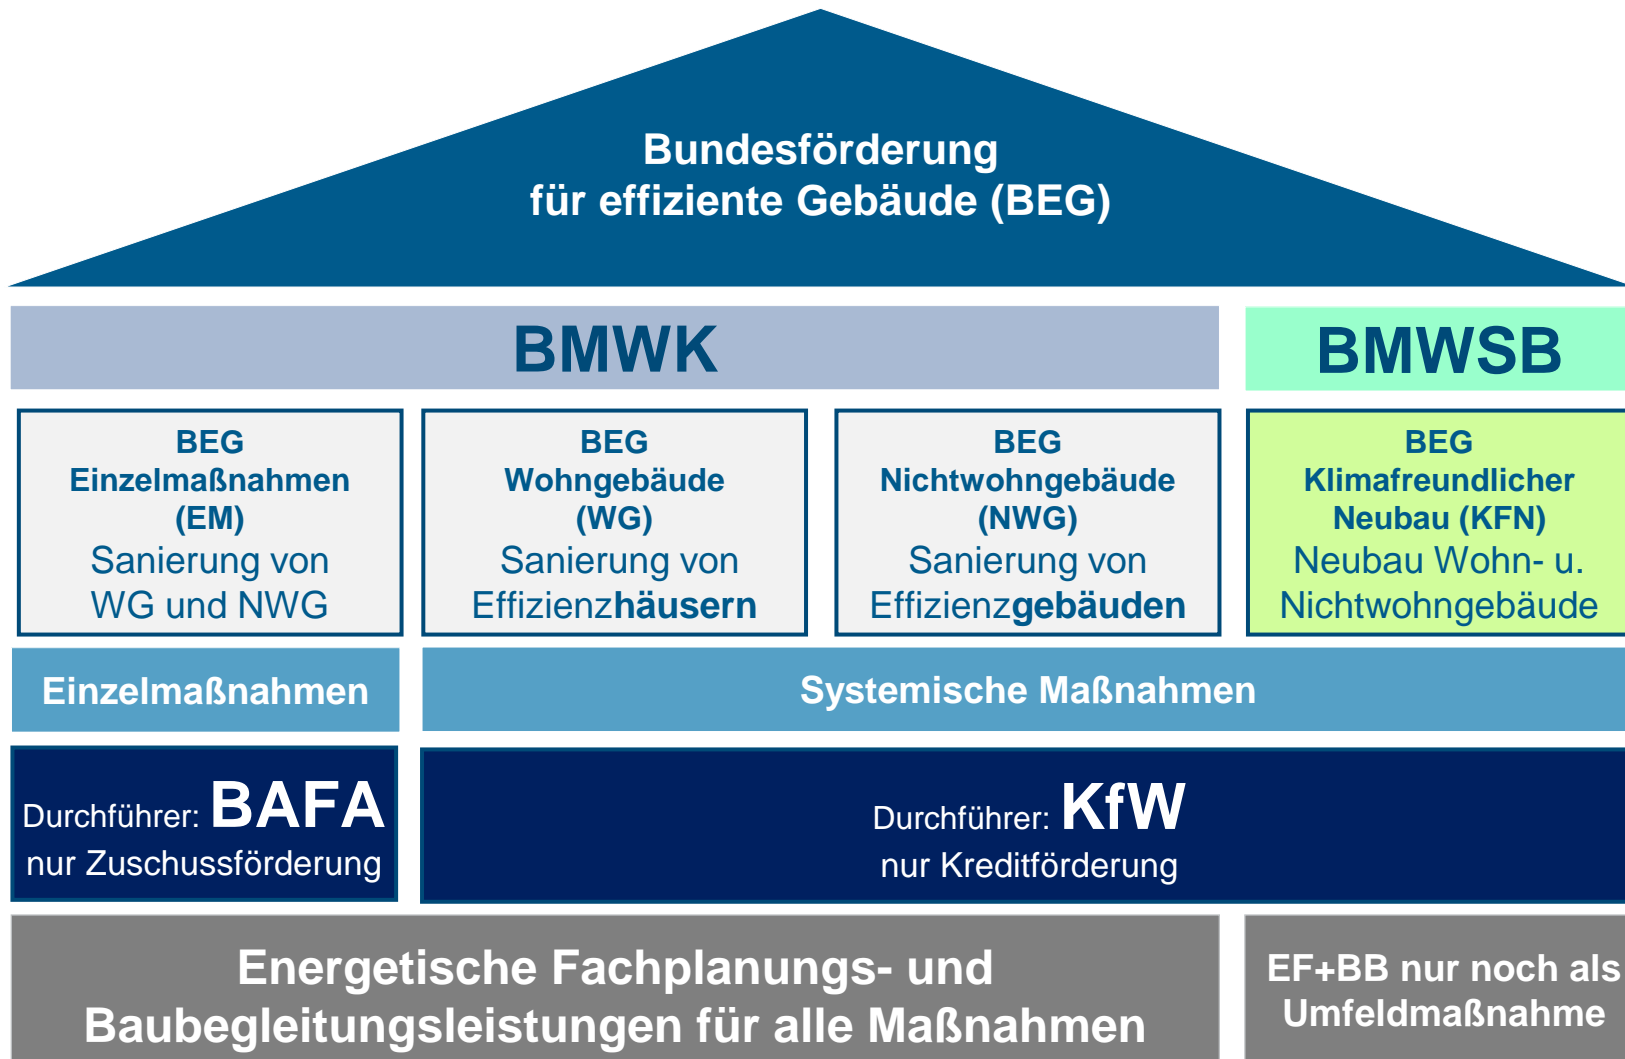 Bundesförderung
für effiziente Gebäude (BEG)
BMWK
BMWSB
BEG
Einzelmaßnahmen
(EM)
Sanierung von
WG und NWG
BEG
Wohngebäude
(WG)
Sanierung von
Effizienzhäusern
BEG
Nichtwohngebäude
(NWG)
Sanierung von
Effizienzgebäuden
BEG
Klimafreundlicher
Neubau (KFN)
Neubau Wohn- u.
Nichtwohngebäude
Einzelmaßnahmen
Systemische Maßnahmen
Durchführer: BAFA
nur Zuschussförderung
Durchführer: KfW
nur Kreditförderung
Energetische Fachplanungs- und
Baubegleitungsleistungen für alle Maßnahmen
EF+BB nur noch als
Umfeldmaßnahme